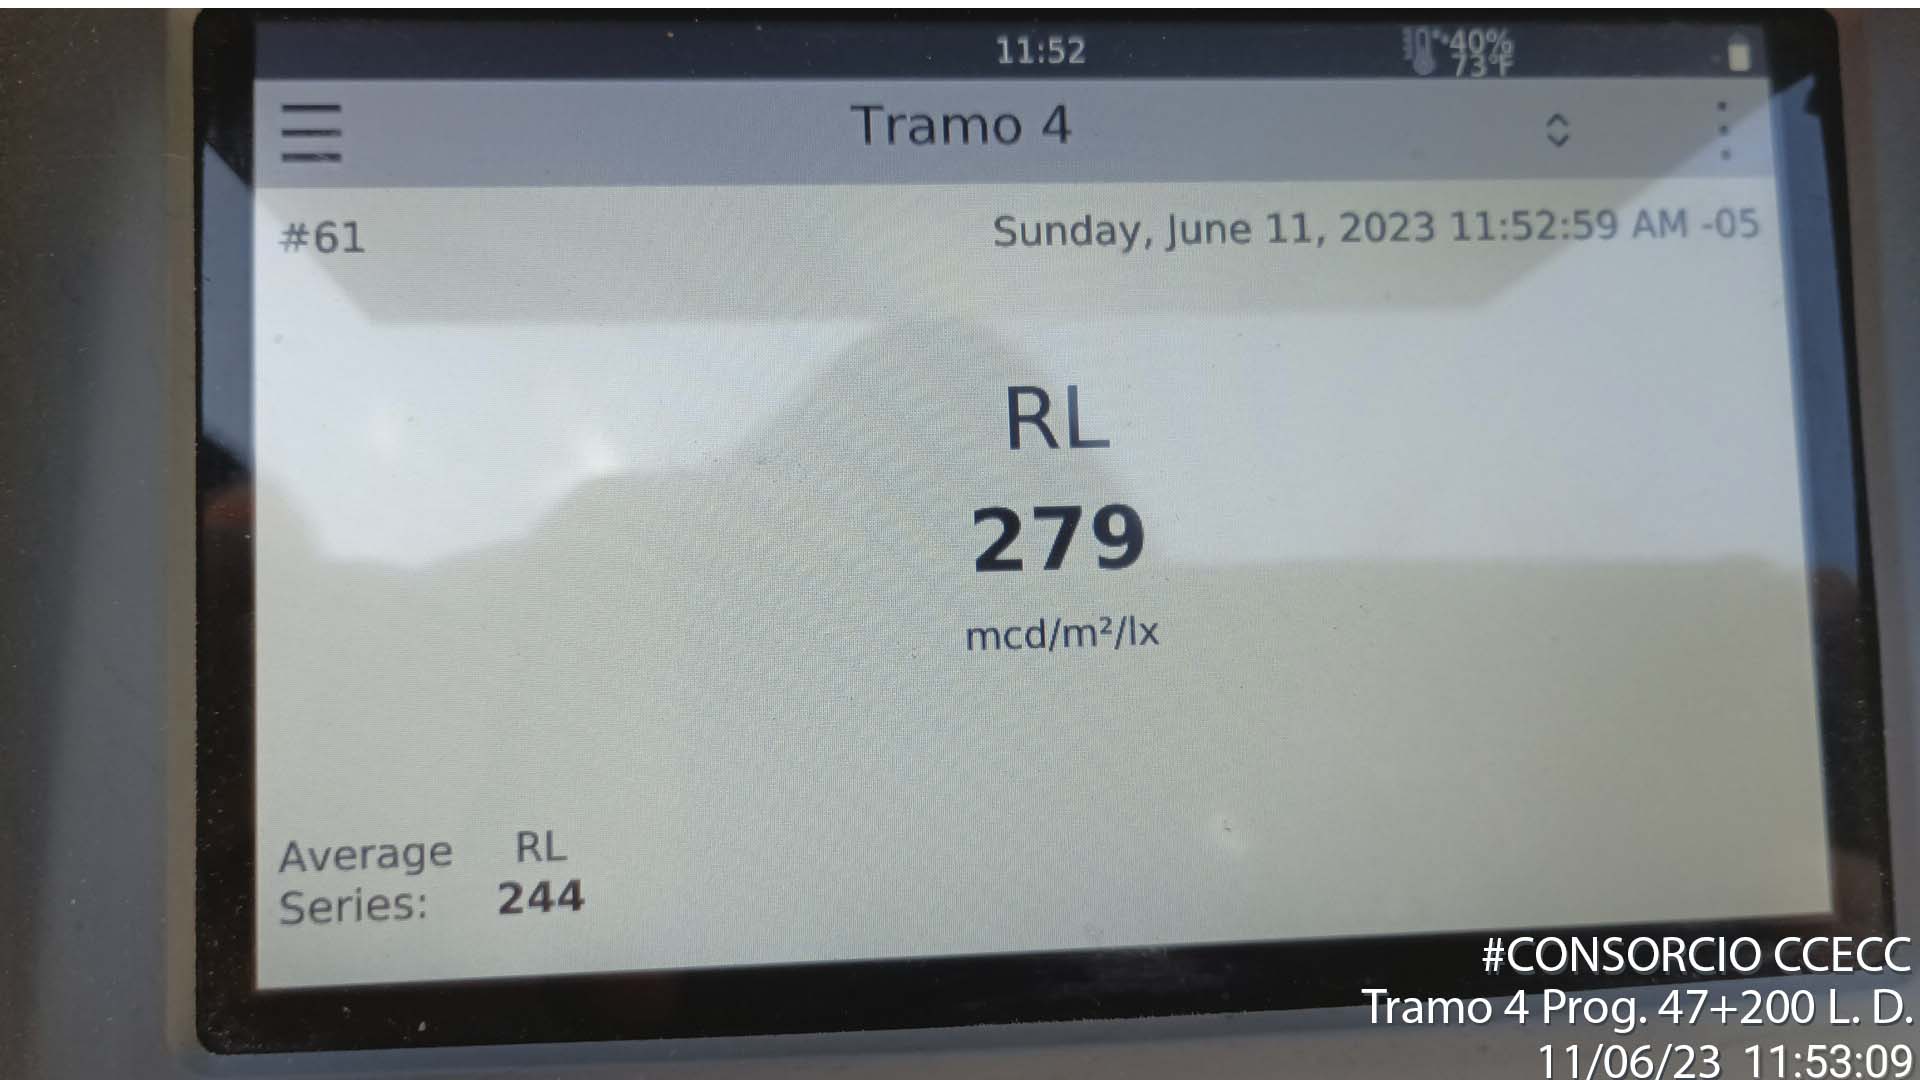 11:52
40%
73°F
Tramo 4
#61
Sunday, June 11, 2023 11:52:59 AM -05
RL
279
mcd/m²/lx
Average RL
Series: 244
#CONSORCIO CCECC
Tramo 4 Prog. 47+200 L. D.
11/06/23 11:53:09